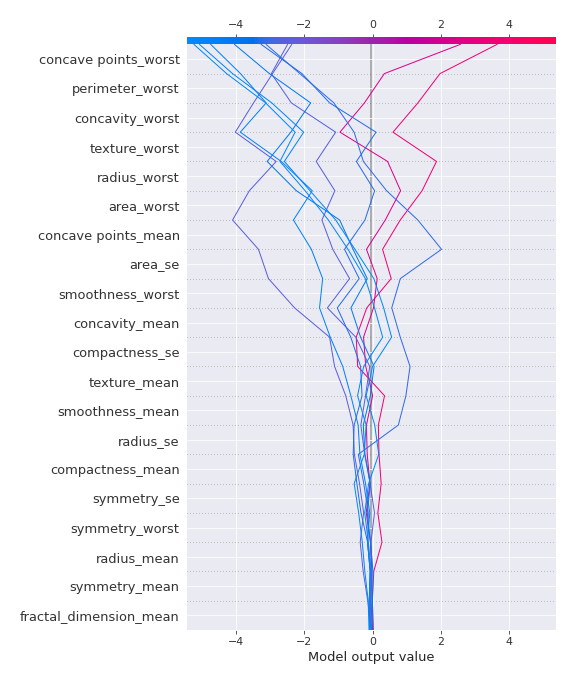 −4 −2 0 2 4
concave points_worst
perimeter_worst
concavity_worst
texture_worst
radius_worst
area_worst
concave points_mean
area_se
smoothness_worst
concavity_mean
compactness_se
texture_mean
smoothness_mean
radius_se
compactness_mean
symmetry_se
symmetry_worst
radius_mean
symmetry_mean
fractal_dimension_mean
−4 −2 0 2 4
Model output value